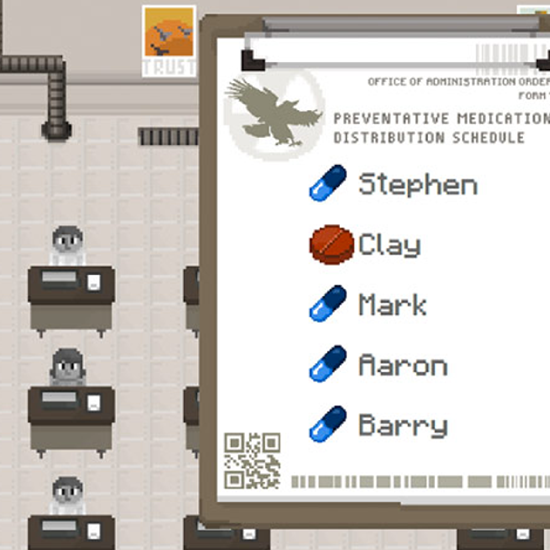 TRUST
OFFICE OF ADMINISTRATION ORDER
FORM
PREVENTATIVE MEDICATION
DISTRIBUTION SCHEDULE
Stephen
Clay
Mark
Aaron
Barry